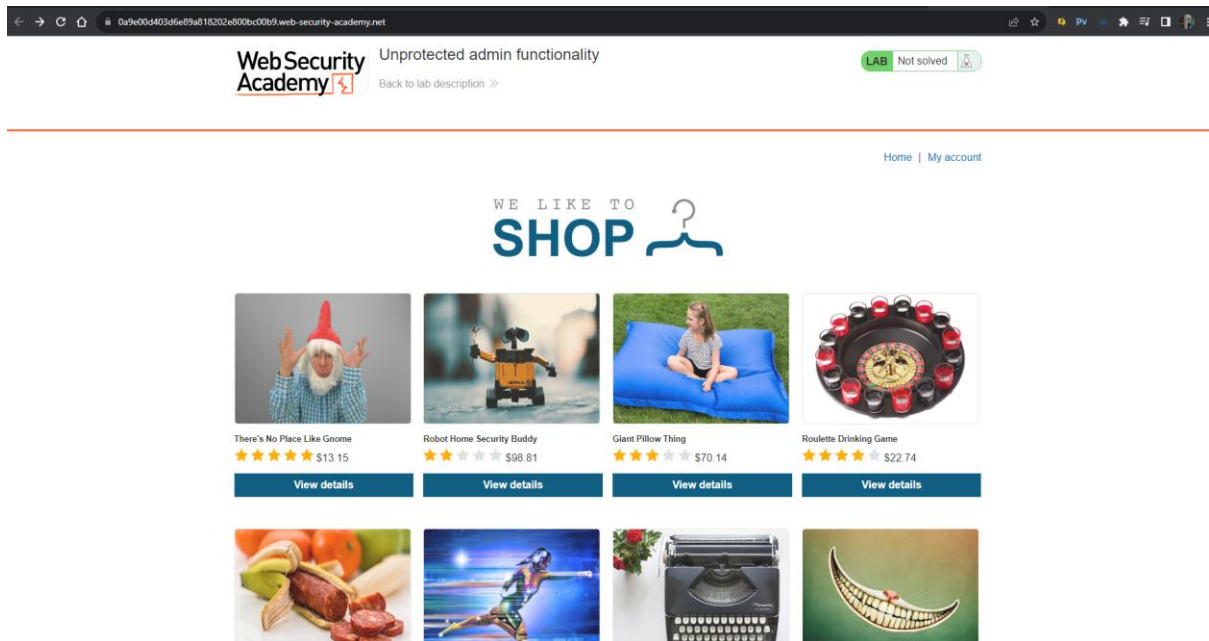 0a9e00d403d6e89a818202e800bc00b9.web-security-academy.net
WebSecurity
Academy
Unprotected admin functionality
Back to lab description
LAB Not solved
Home | My account
WE LIKE TO
SHOP
There's No Place Like Gnome
$13.15
View details
Robot Home Security Buddy
$98.81
View details
Giant Pillow Thing
$70.14
View details
Roulette Drinking Game
$22.74
View details